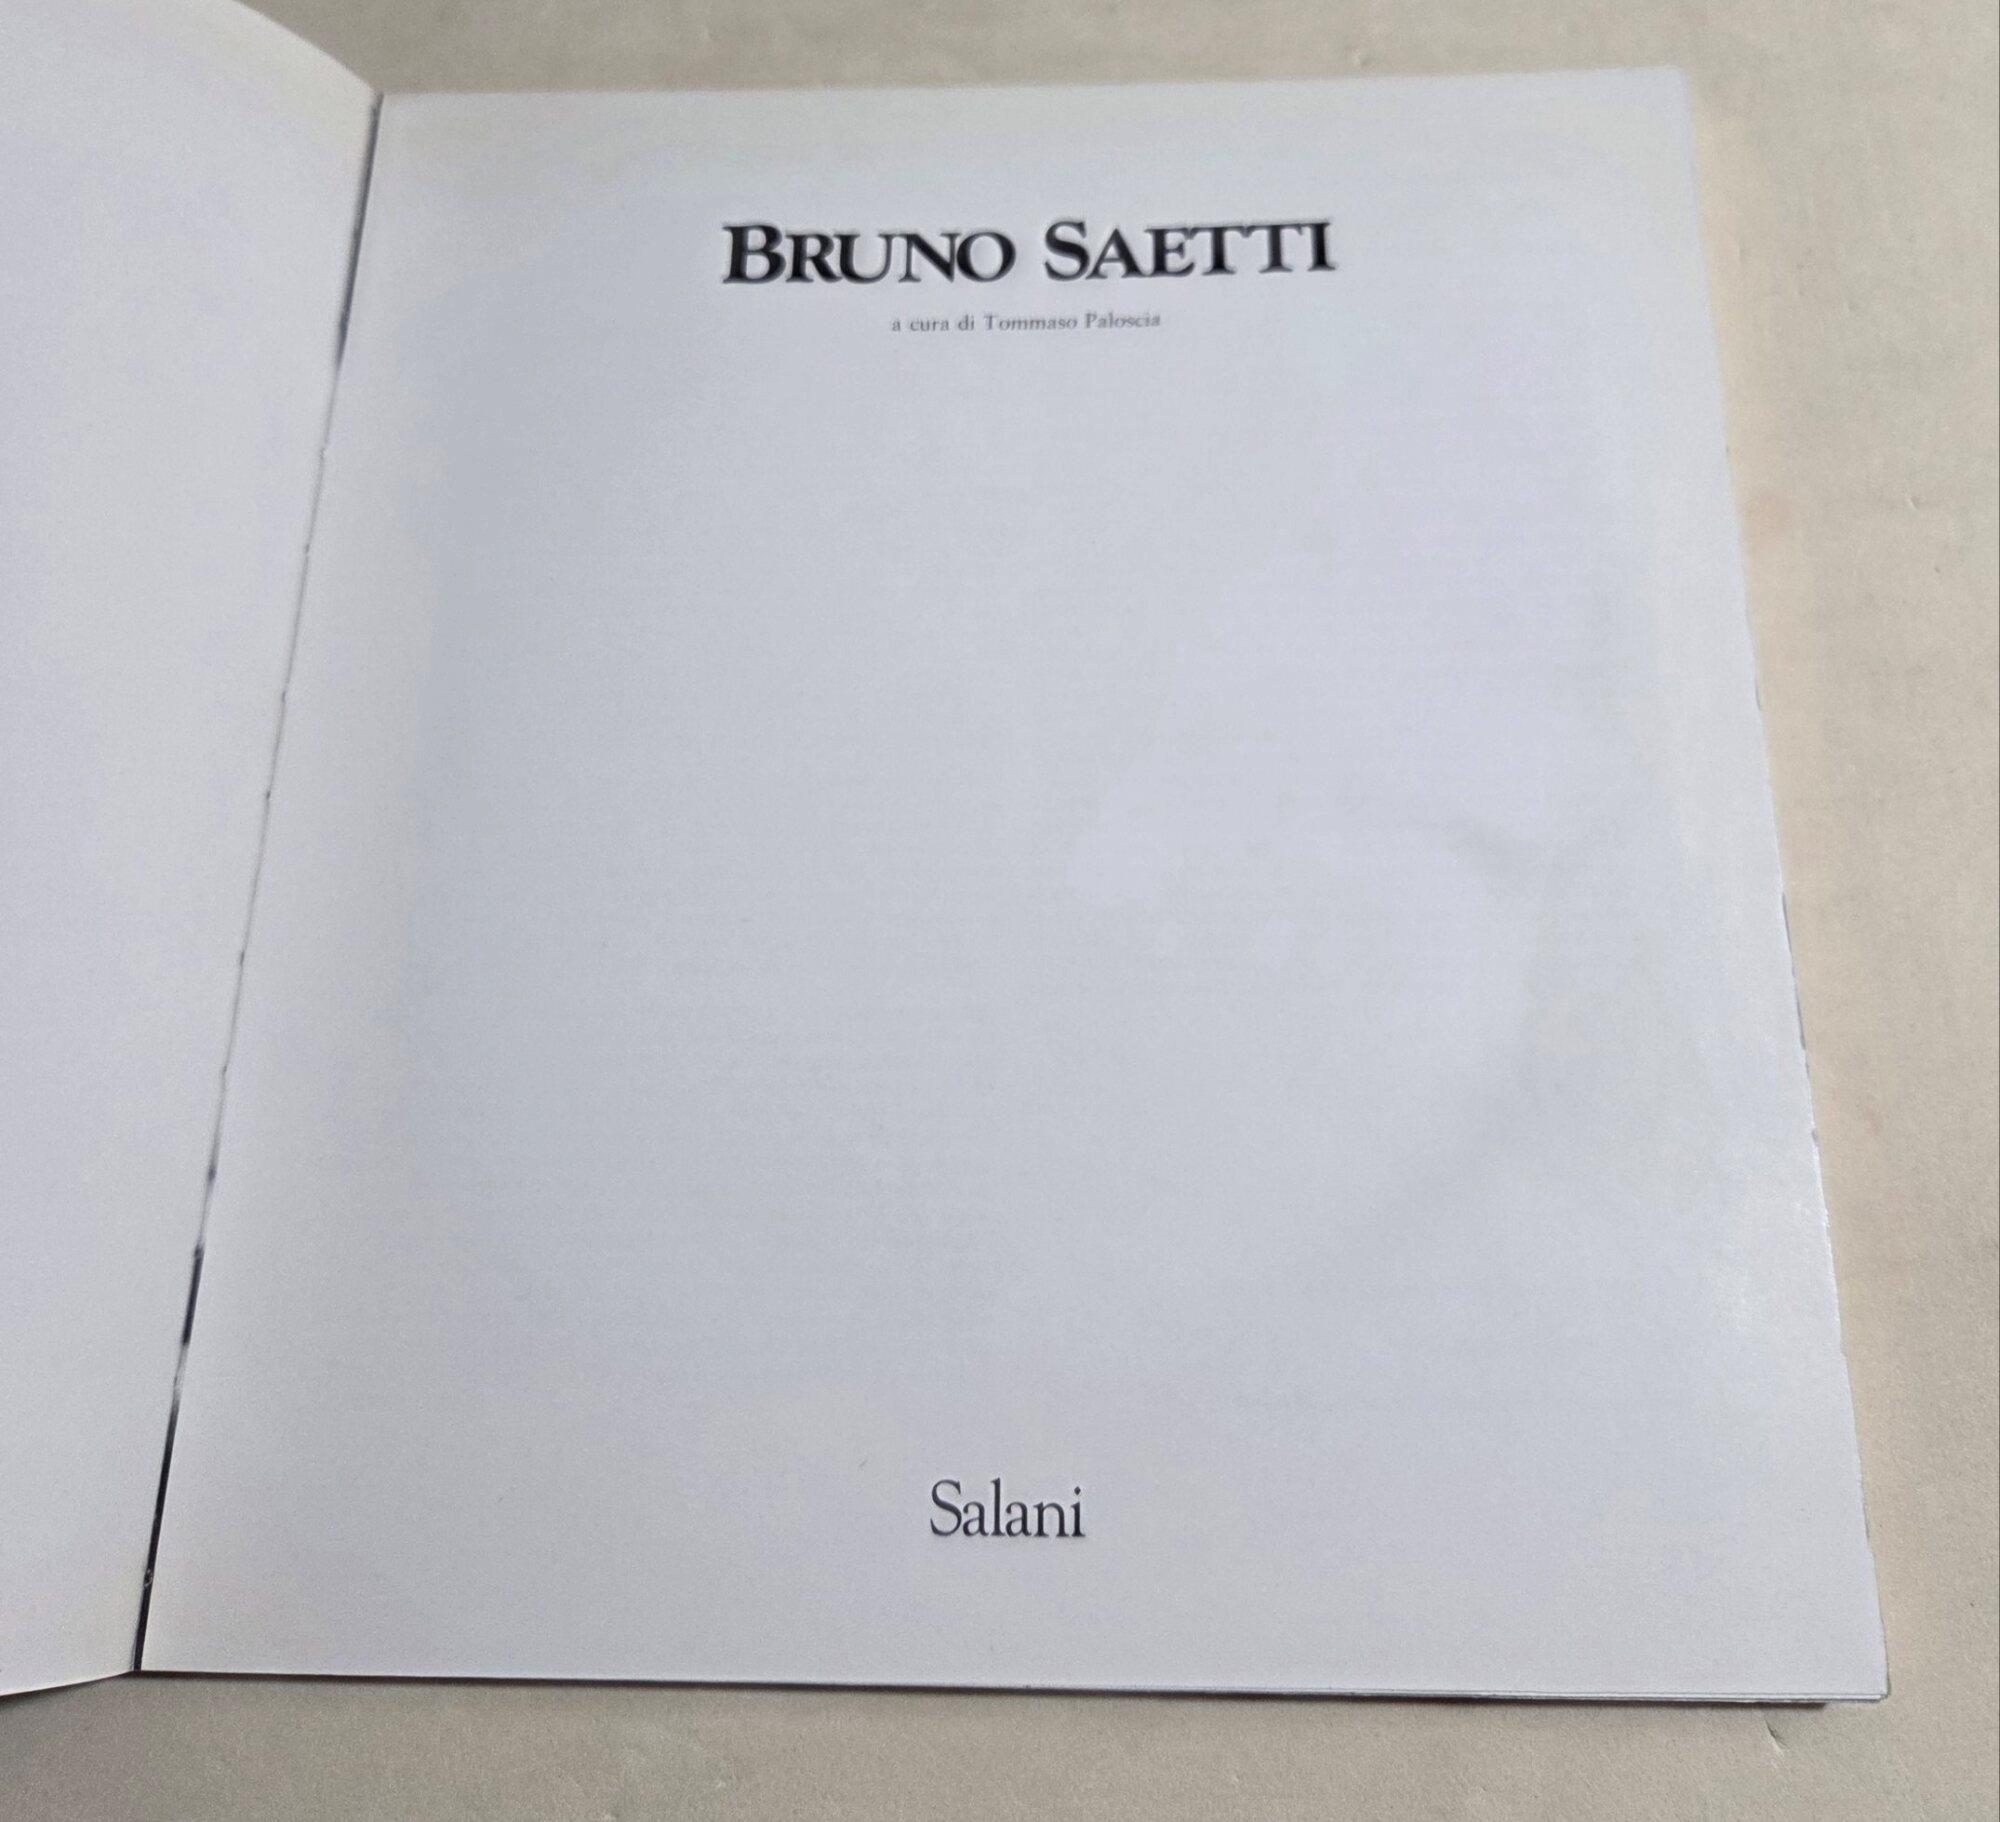 BRUNO SAETTI
a cura di Tommaso Paloscia
Salani